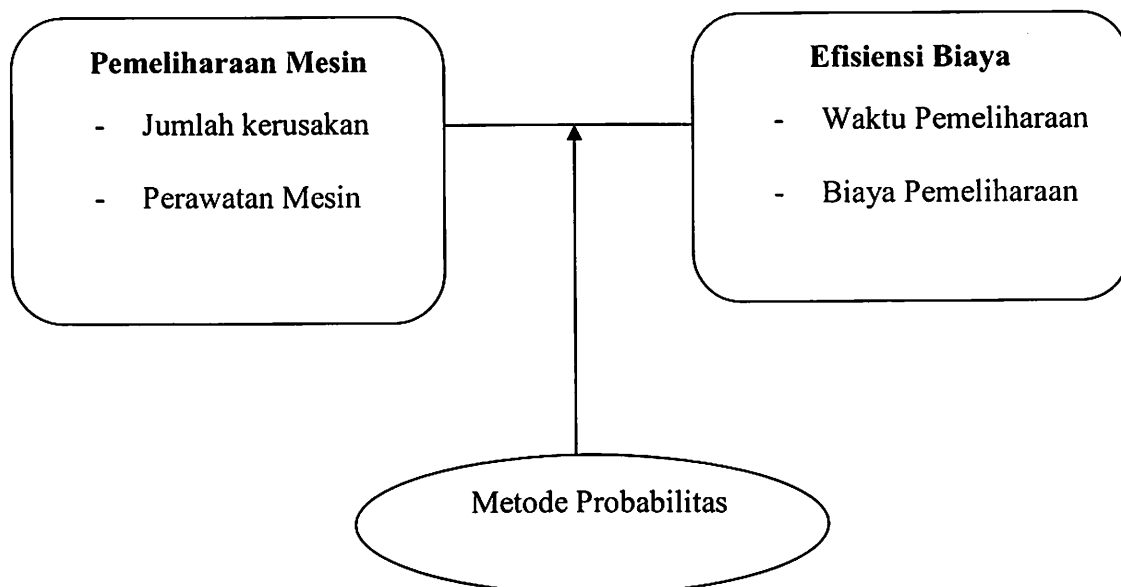 Pemeliharaan Mesin
- Jumlah kerusakan
- Perawatan Mesin
Efisiensi Biaya
- Waktu Pemeliharaan
- Biaya Pemeliharaan
Metode Probabilitas